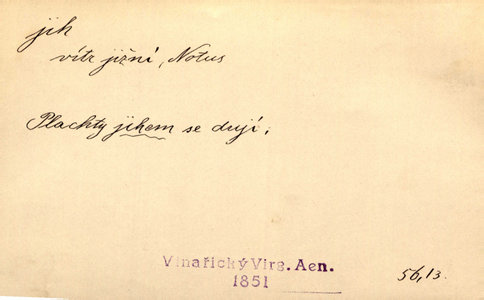 jih
vítr jižní, Notus
Plachty jihem se dují;
Vinařický Virg. Aen.
1851
56,13.